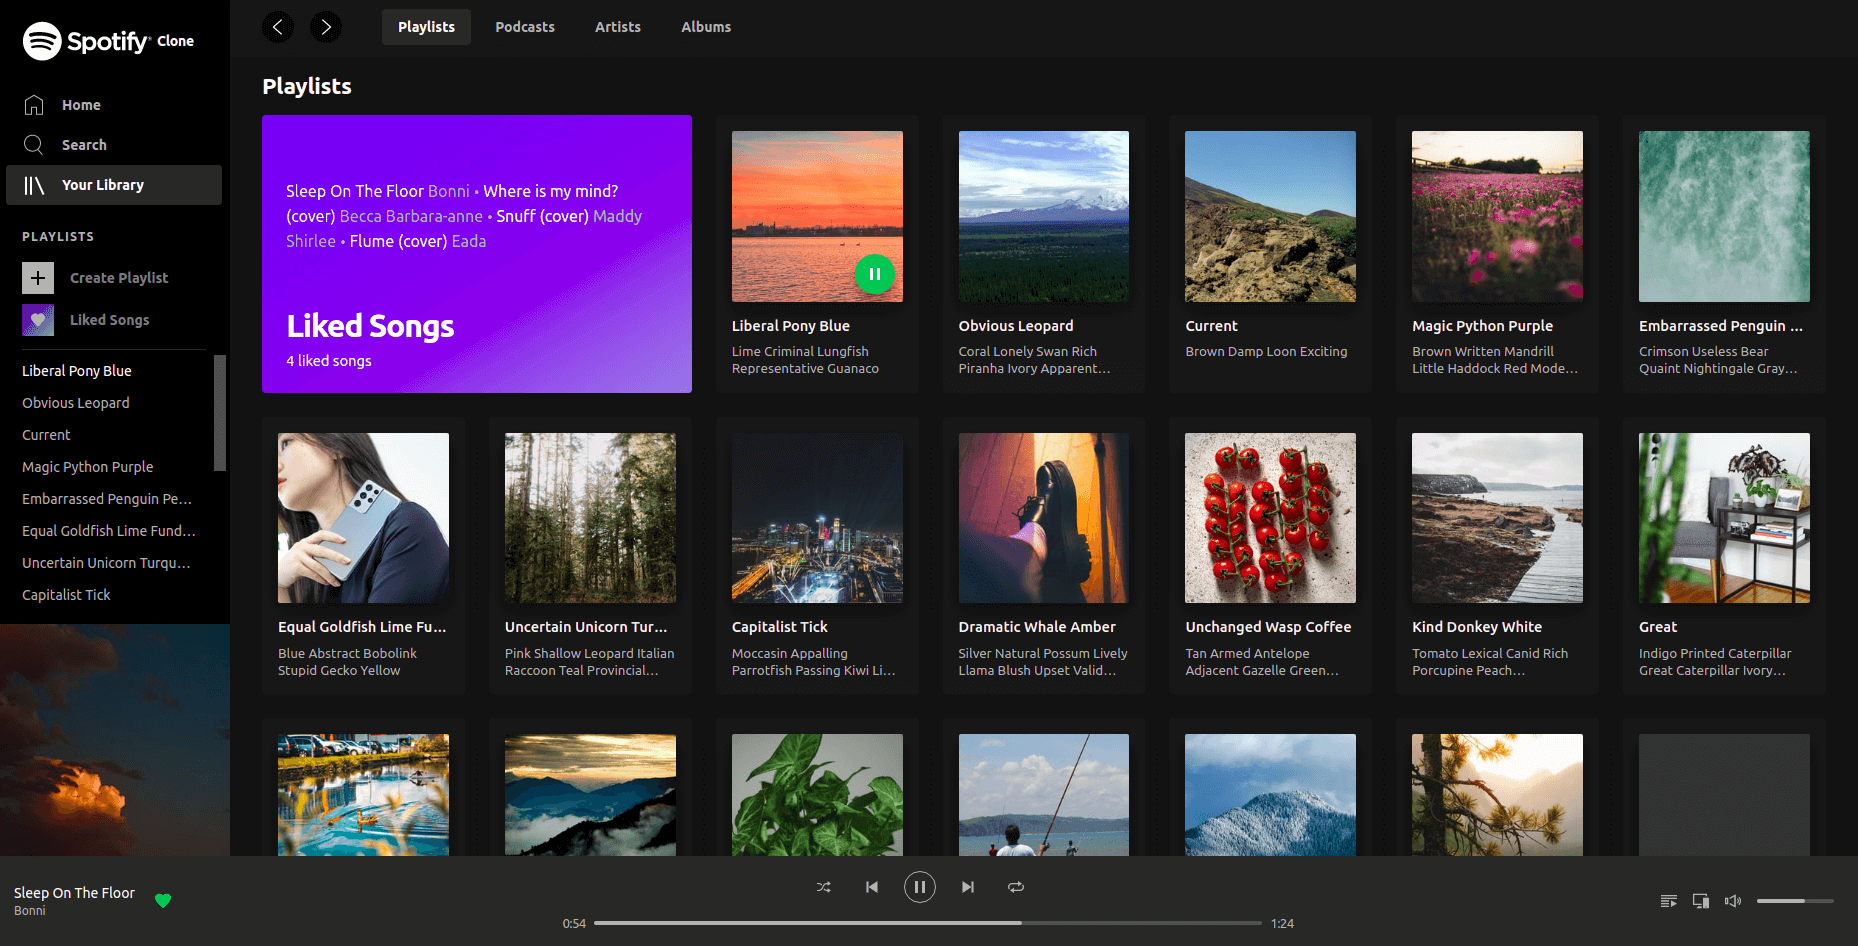 Spotify Clone
Home
Search
Your Library
PLAYLISTS
Create Playlist
Liked Songs
Liberal Pony Blue
Obvious Leopard
Current
Magic Python Purple
Embarrassed Penguin Pe...
Equal Goldfish Lime Fund...
Uncertain Unicorn Turqu...
Capitalist Tick
Playlists
Podcasts
Artists
Albums
Playlists
Sleep On The Floor Bonni • Where is my mind?
(cover) Becca Barbara-anne • Snuff (cover) Maddy
Shirlee • Flume (cover) Eada
Liked Songs
4 liked songs
Liberal Pony Blue
Lime Criminal Lungfish
Representative Guanaco
Obvious Leopard
Coral Lonely Swan Rich
Piranha Ivory Apparent...
Current
Brown Damp Loon Exciting
Magic Python Purple
Brown Written Mandrill
Little Haddock Red Mode...
Embarrassed Penguin ...
Crimson Useless Bear
Quaint Nightingale Gray...
Equal Goldfish Lime Fu...
Blue Abstract Bobolink
Stupid Gecko Yellow
Uncertain Unicorn Tur...
Pink Shallow Leopard Italian
Raccoon Teal Provincial...
Capitalist Tick
Moccasin Appalling
Parrotfish Passing Kiwi Li...
Dramatic Whale Amber
Silver Natural Possum Lively
Llama Blush Upset Valid...
Unchanged Wasp Coffee
Tan Armed Antelope
Adjacent Gazelle Green...
Kind Donkey White
Tomato Lexical Canid Rich
Porcupine Peach...
Great
Indigo Printed Caterpillar
Great Caterpillar Ivory...
Sleep On The Floor
Bonni
0:54
1:24